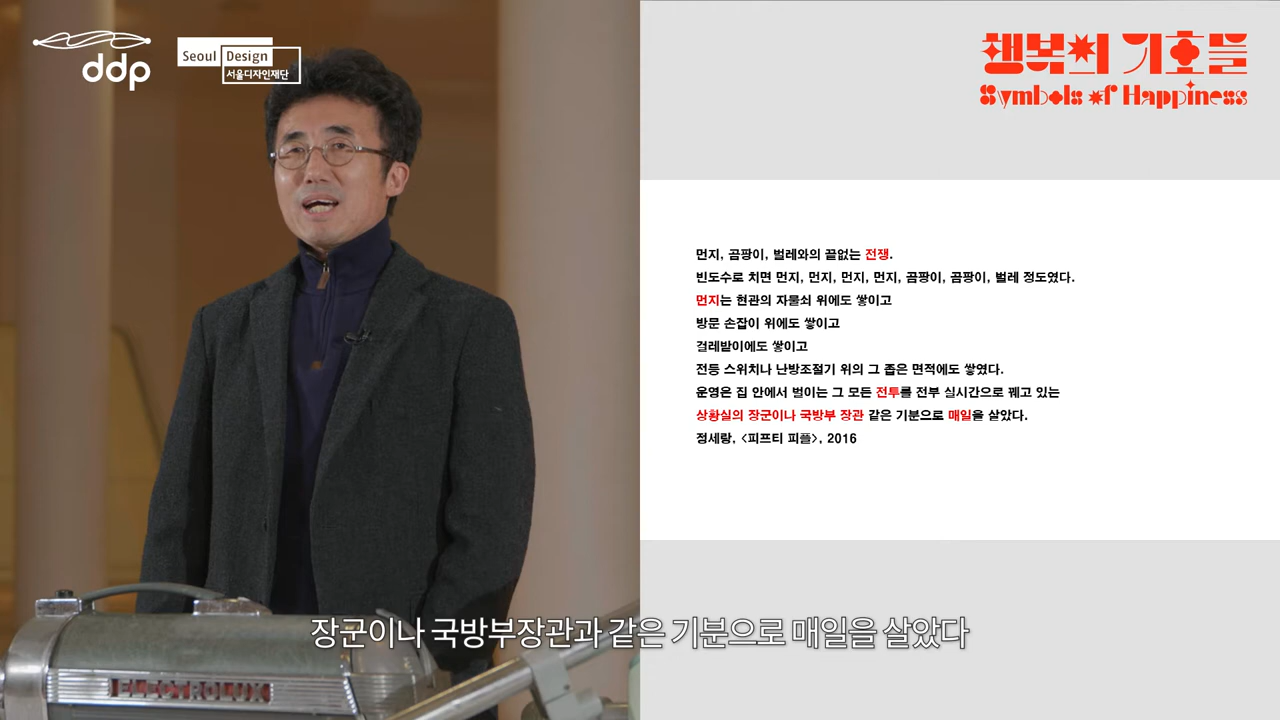 ddp
Seoul Design
서울디자인재단
행복의 기호들
Symbols of Happiness
먼지, 곰팡이, 벌레와의 끝없는 전쟁.
빈도수로 치면 먼지, 먼지, 먼지, 먼지, 곰팡이, 곰팡이, 벌레 정도였다.
먼지는 현관의 자물쇠 위에도 쌓이고
방문 손잡이 위에도 쌓이고
걸레받이에도 쌓이고
전등 스위치나 난방조절기 위의 그 좁은 면적에도 쌓였다.
운영은 집 안에서 벌이는 그 모든 전투를 전부 실시간으로 꿰고 있는
상황실의 장군이나 국방부 장관 같은 기분으로 매일을 살았다.
정세랑, <피프티 피플>, 2016
ELECTROLUX
장군이나 국방부장관과 같은 기분으로 매일을 살았다